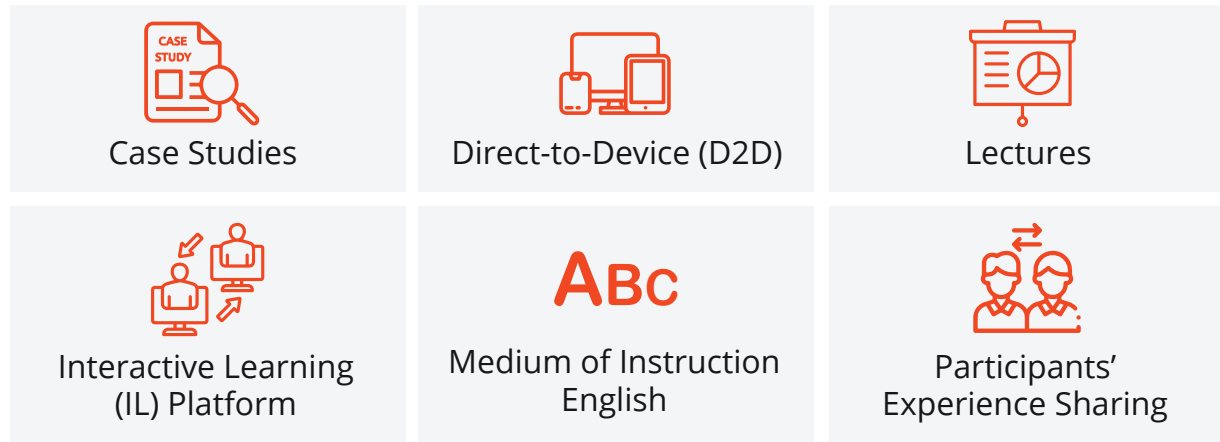 CASE
STUDY
Case Studies
Direct-to-Device (D2D)
Lectures
Interactive Learning
(IL) Platform
ABC
Medium of Instruction
English
Participants’
Experience Sharing